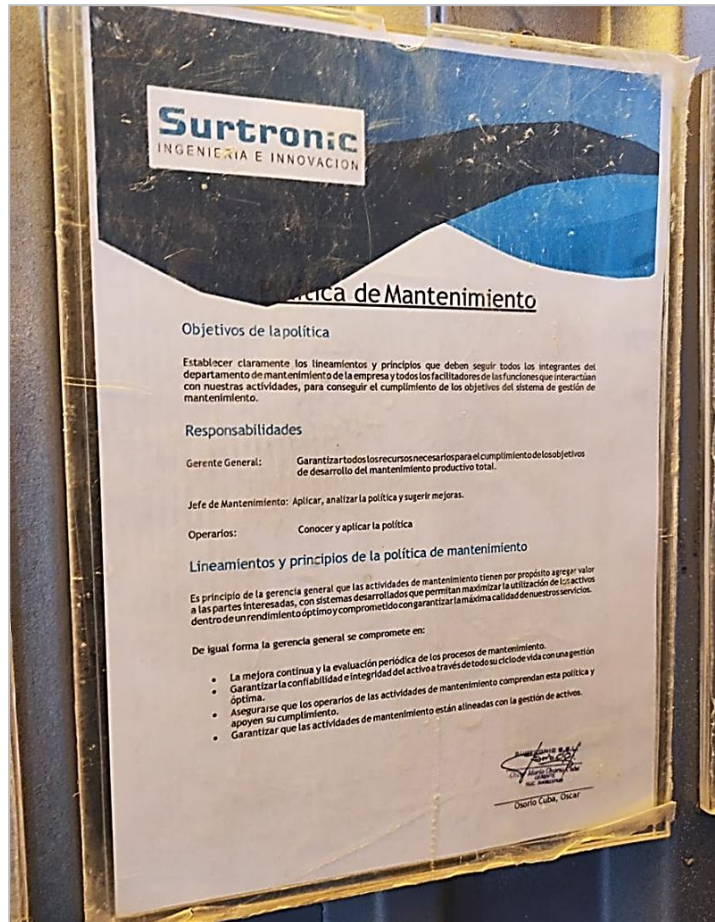 Surtronic
INGENIERIA E INNOVACION
Política de Mantenimiento
Objetivos de la política
Establecer claramente los lineamientos y principios que deben seguir todos los integrantes del
departamento de mantenimiento de la empresa y todos los facilitadores de las funciones que interactúan
con nuestras actividades, para conseguir el cumplimiento de los objetivos del sistema de gestión de
mantenimiento.
Responsabilidades
Gerente General: Garantizar todos los recursos necesarios para el cumplimiento de los objetivos
de desarrollo del mantenimiento productivo total.
Jefe de Mantenimiento: Aplicar, analizar la política y sugerir mejoras.
Operarios: Conocer y aplicar la política
Lineamientos y principios de la política de mantenimiento
Es principio de la gerencia general que las actividades de mantenimiento tienen por propósito agregar valor
a las partes interesadas, con sistemas desarrollados que permitan maximizar la utilización de los activos
dentro de un rendimiento óptimo y comprometido con garantizar la máxima calidad de nuestros servicios.
De igual forma la gerencia general se compromete en:
• La mejora continua y la evaluación periódica de los procesos de mantenimiento.
• Garantizar la confiabilidad e integridad del activo a través de todo su ciclo de vida con una gestión
óptima.
• Asegurarse que los operarios de las actividades de mantenimiento comprendan esta política y
apoyen su cumplimiento.
• Garantizar que las actividades de mantenimiento están alineadas con la gestión de activos.
GERENTE
Osorio Cuba, Oscar